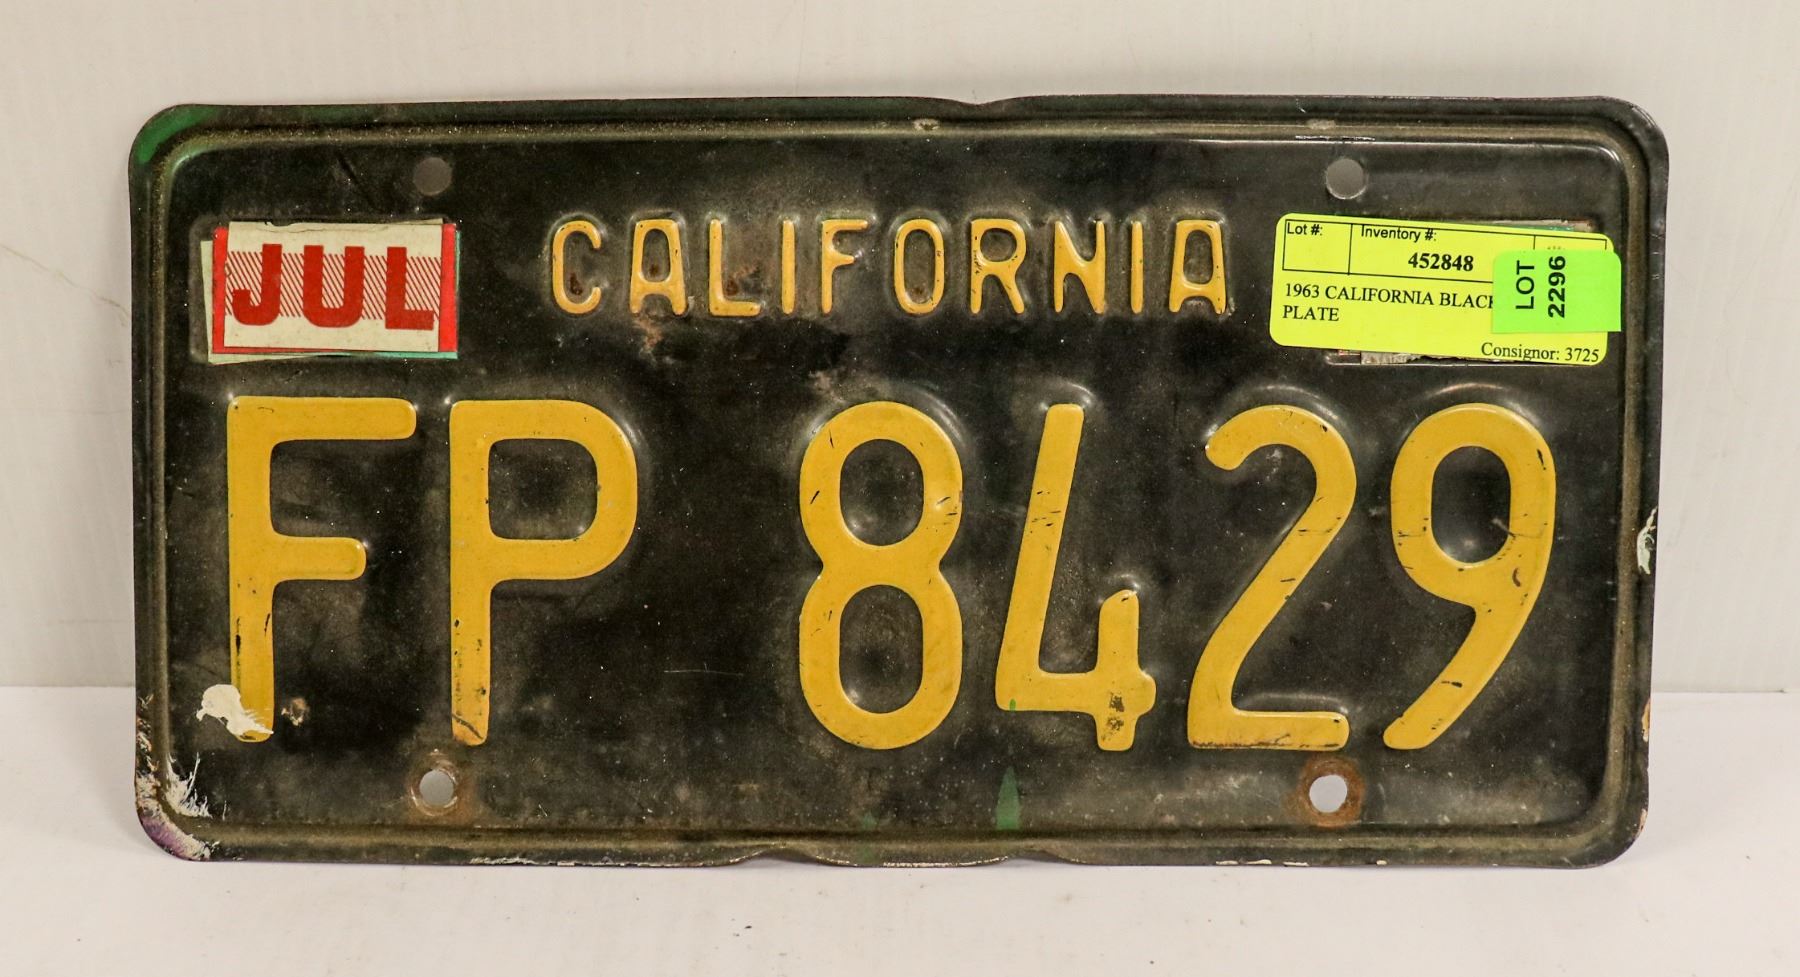 CALIFORNIA
JUL
Lot #: Inventory #:
452848
LOT 2296
1963 CALIFORNIA BLACK
PLATE
Consignor: 3725
FP 8429